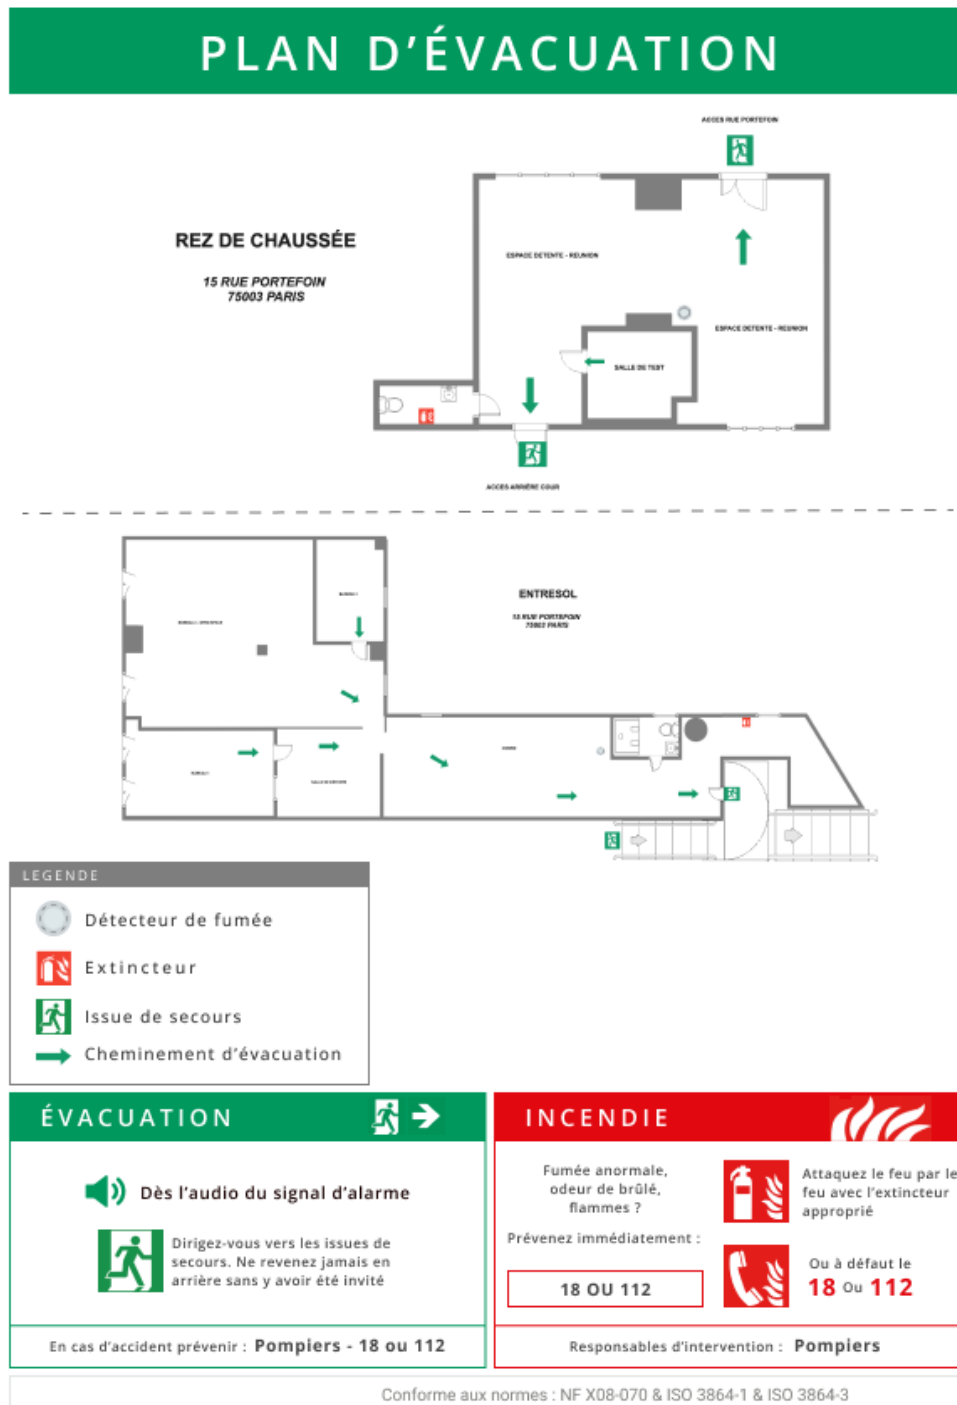 PLAN D'ÉVACUATION
ACCES RUE PORTEFOIN
REZ DE CHAUSSÉE
15 RUE PORTEFOIN
75003 PARIS
ESPACE DETENTE - REUNION
ESPACE DETENTE - REUNION
SALLE DE TEST
ACCES ARRIÈRE COUR
ENTRESOL
15 RUE PORTEFOIN
75003 PARIS
LEGENDE
Détecteur de fumée
Extincteur
Issue de secours
Cheminement d'évacuation
ÉVACUATION
Dès l'audio du signal d'alarme
Dirigez-vous vers les issues de
secours. Ne revenez jamais en
arrière sans y avoir été invité
En cas d'accident prévenir : Pompiers - 18 ou 112
INCENDIE
Fumée anormale,
odeur de brûlé,
flammes ?
Prévenez immédiatement :
18 OU 112
Attaquez le feu par le
feu avec l'extincteur
approprié
Ou à défaut le
18 Ou 112
Responsables d'intervention : Pompiers
Conforme aux normes : NF X08-070 & ISO 3864-1 & ISO 3864-3